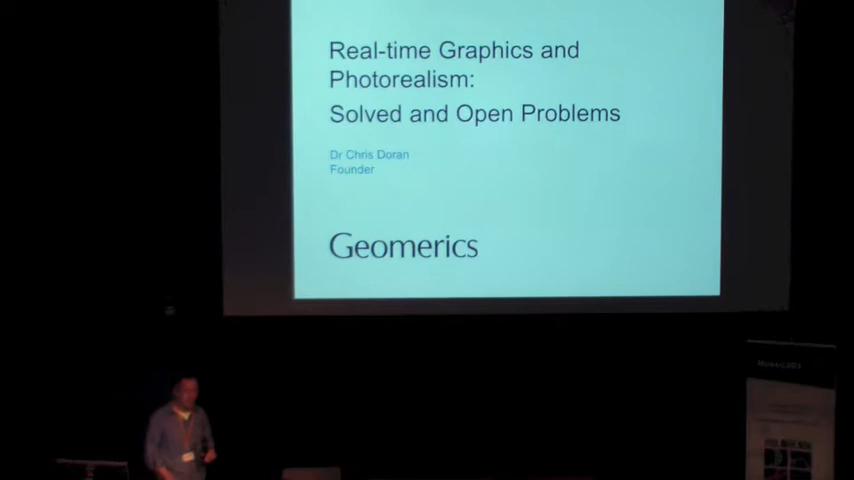 Real-time Graphics and
Photorealism:
Solved and Open Problems
Dr Chris Doran
Founder
Geomerics